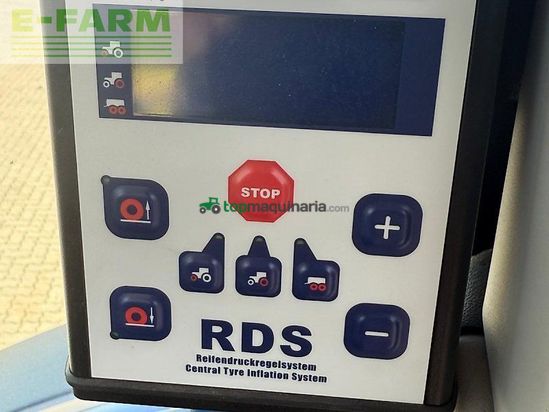 E-FARM
STOP
topmaquinaria.com
+
−
RDS
Reifendruckregelsystem
Central Tyre Inflation System